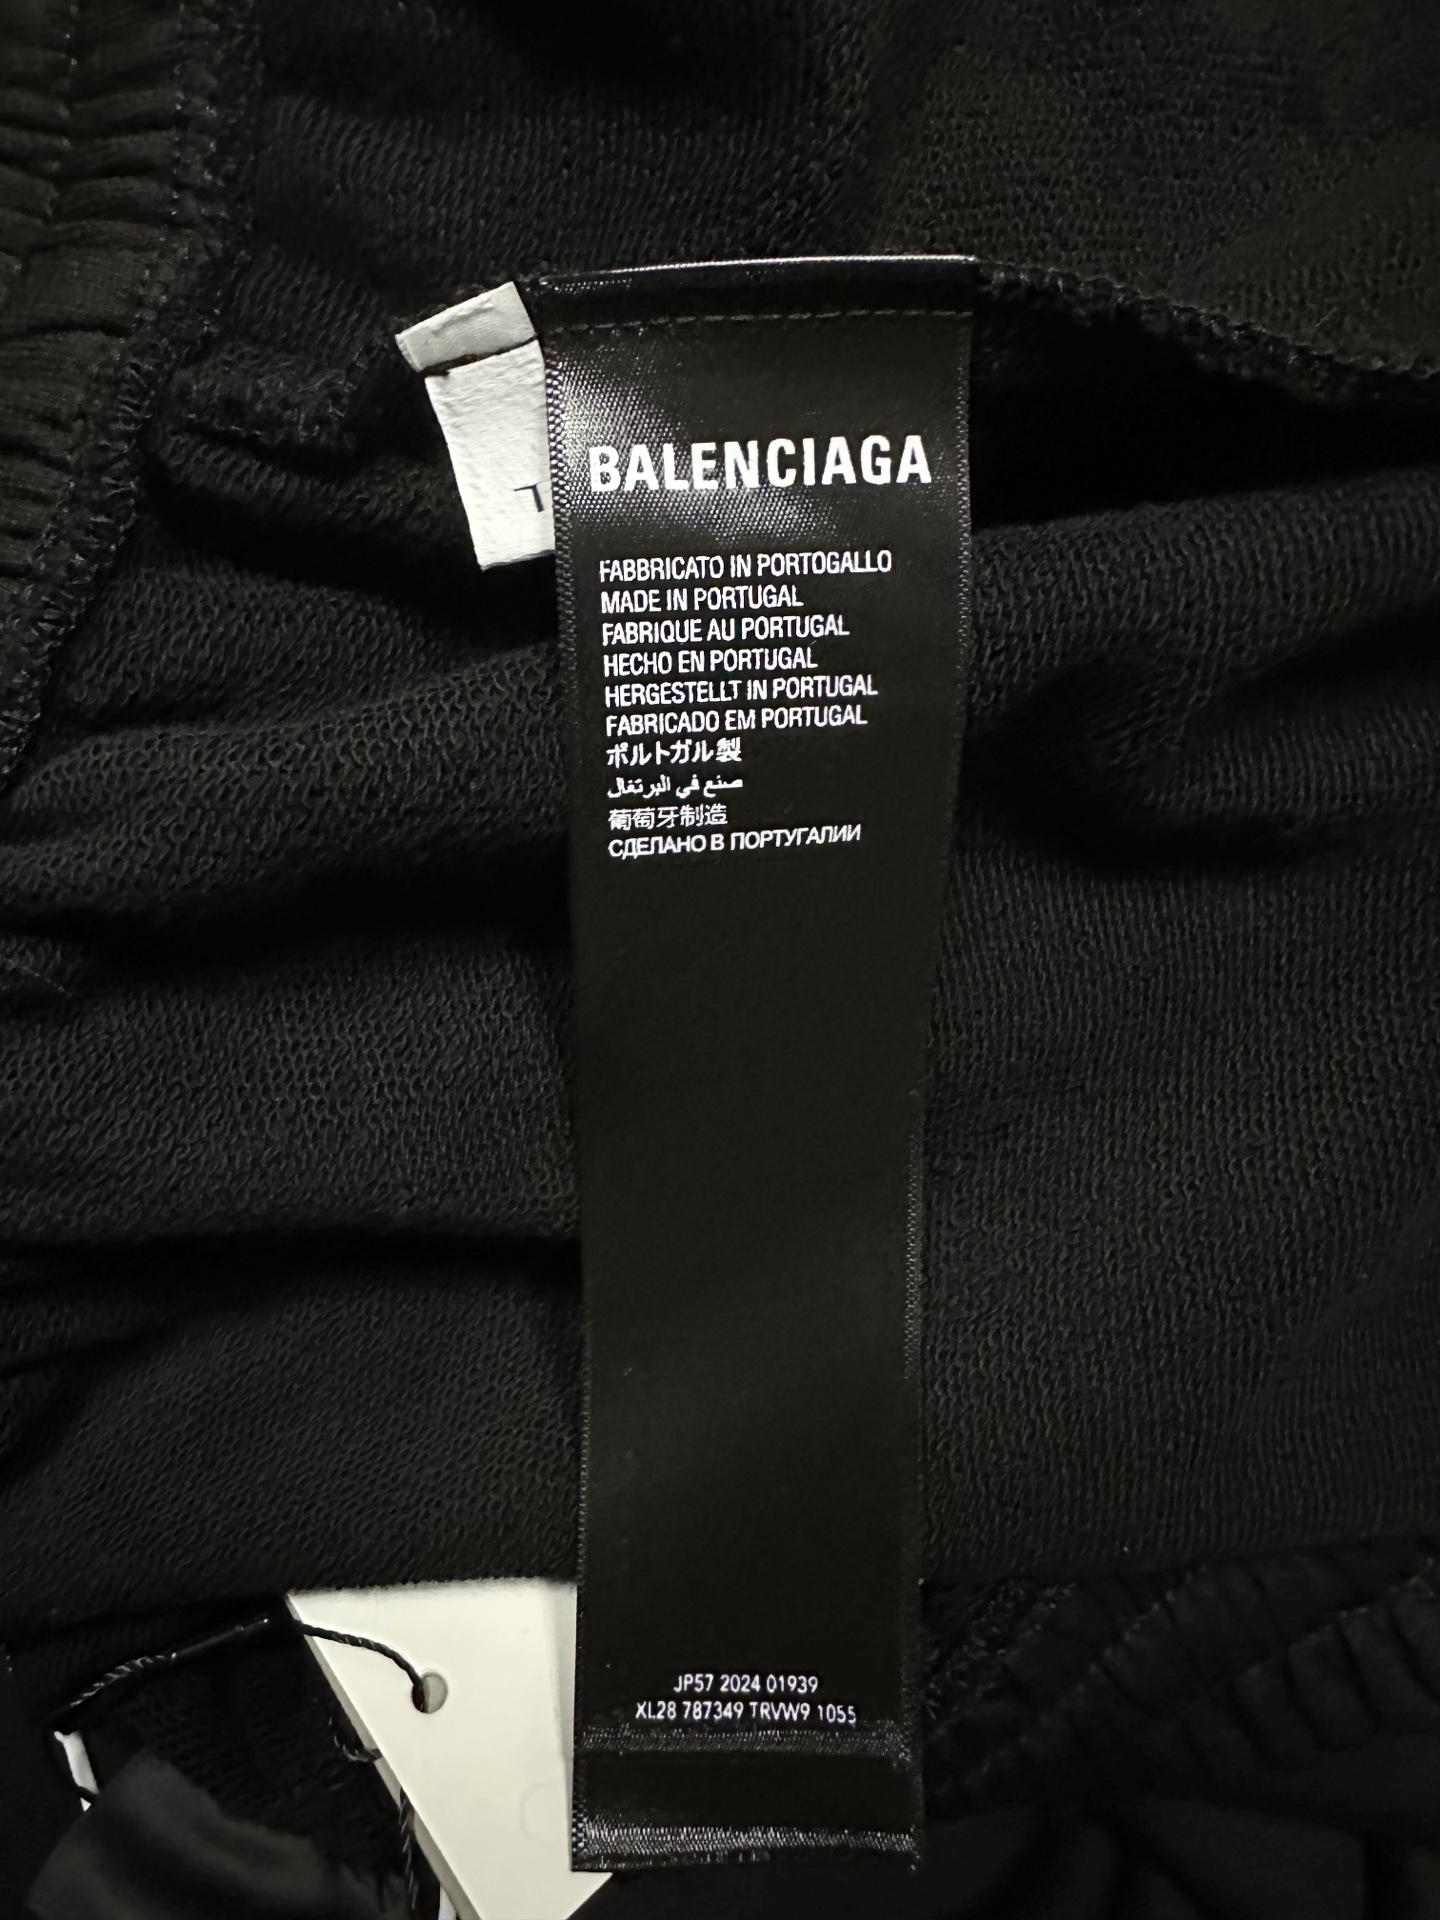 BALENCIAGA
FABBRICATO IN PORTOGALLO
MADE IN PORTUGAL
FABRIQUE AU PORTUGAL
HECHO EN PORTUGAL
HERGESTELLT IN PORTUGAL
FABRICADO EM PORTUGAL
ポルトガル製
صنع في البرتغال
葡萄牙制造
СДЕЛАНО В ПОРТУГАЛИИ
JP57 2024 01939
XL28 787349 TRVW9 1055